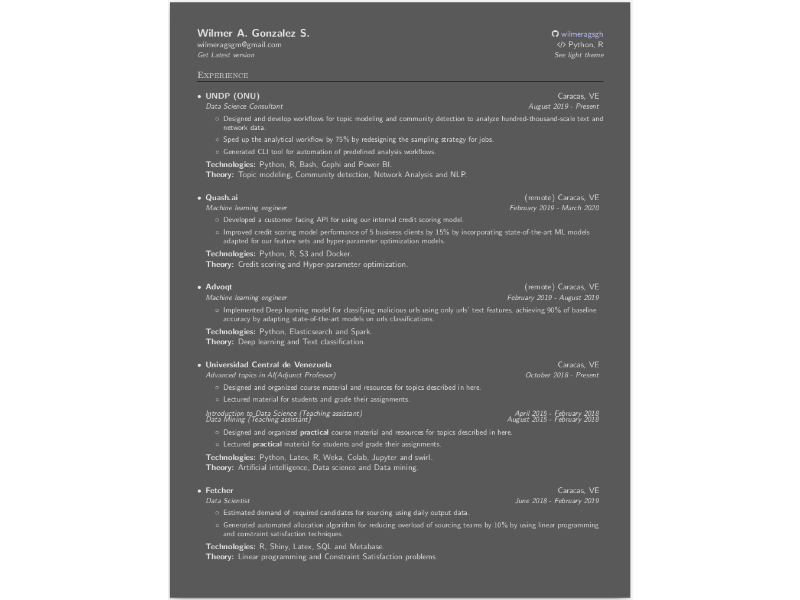 Wilmer A. Gonzalez S.
wilmeragsgh
wilmeragsgm@gmail.com
</> Python, R
Get Latest version
See light theme
Experience
• UNDP (ONU) Caracas, VE
Data Science Consultant August 2019 - Present
○ Designed and develop workflows for topic modeling and community detection to analyze hundred-thousand-scale text and
network data.
○ Sped up the analytical workflow by 75% by redesigning the sampling strategy for jobs.
○ Generated CLI tool for automation of predefined analysis workflows.
Technologies: Python, R, Bash, Gephi and Power BI.
Theory: Topic modeling, Community detection, Network Analysis and NLP.
• Quash.ai (remote) Caracas, VE
Machine learning engineer February 2019 - March 2020
○ Developed a customer facing API for using our internal credit scoring model.
○ Improved credit scoring model performance of 5 business clients by 15% by incorporating state-of-the-art ML models
adapted for our feature sets and hyper-parameter optimization models.
Technologies: Python, R, S3 and Docker.
Theory: Credit scoring and Hyper-parameter optimization.
• Advoqt (remote) Caracas, VE
Machine learning engineer February 2019 - August 2019
○ Implemented Deep learning model for classifying malicious urls using only urls' text features, achieving 90% of baseline
accuracy by adapting state-of-the-art models on urls classifications.
Technologies: Python, Elasticsearch and Spark.
Theory: Deep learning and Text classification.
• Universidad Central de Venezuela Caracas, VE
Advanced topics in AI(Adjunct Professor) October 2018 - Present
○ Designed and organized course material and resources for topics described in here.
○ Lectured material for students and grade their assignments.
Introduction to Data Science (Teaching assistant) April 2015 - February 2018
Data Mining (Teaching assistant) August 2015 - February 2018
○ Designed and organized practical course material and resources for topics described in here.
○ Lectured practical material for students and grade their assignments.
Technologies: Python, Latex, R, Weka, Colab, Jupyter and swirl.
Theory: Artificial intelligence, Data science and Data mining.
• Fetcher Caracas, VE
Data Scientist June 2018 - February 2019
○ Estimated demand of required candidates for sourcing using daily output data.
○ Generated automated allocation algorithm for reducing overload of sourcing teams by 10% by using linear programming
and constraint satisfaction techniques.
Technologies: R, Shiny, Latex, SQL and Metabase.
Theory: Linear programming and Constraint Satisfaction problems.